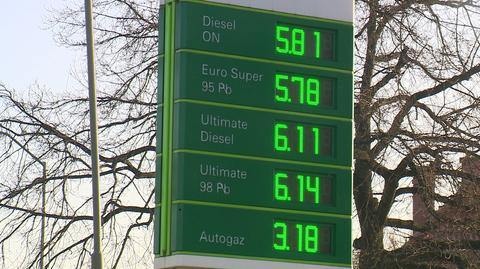 Diesel
ON 5.81
Euro Super
95 Pb 5.78
Ultimate
Diesel 6.11
Ultimate
98 Pb 6.14
Autogaz 3.18